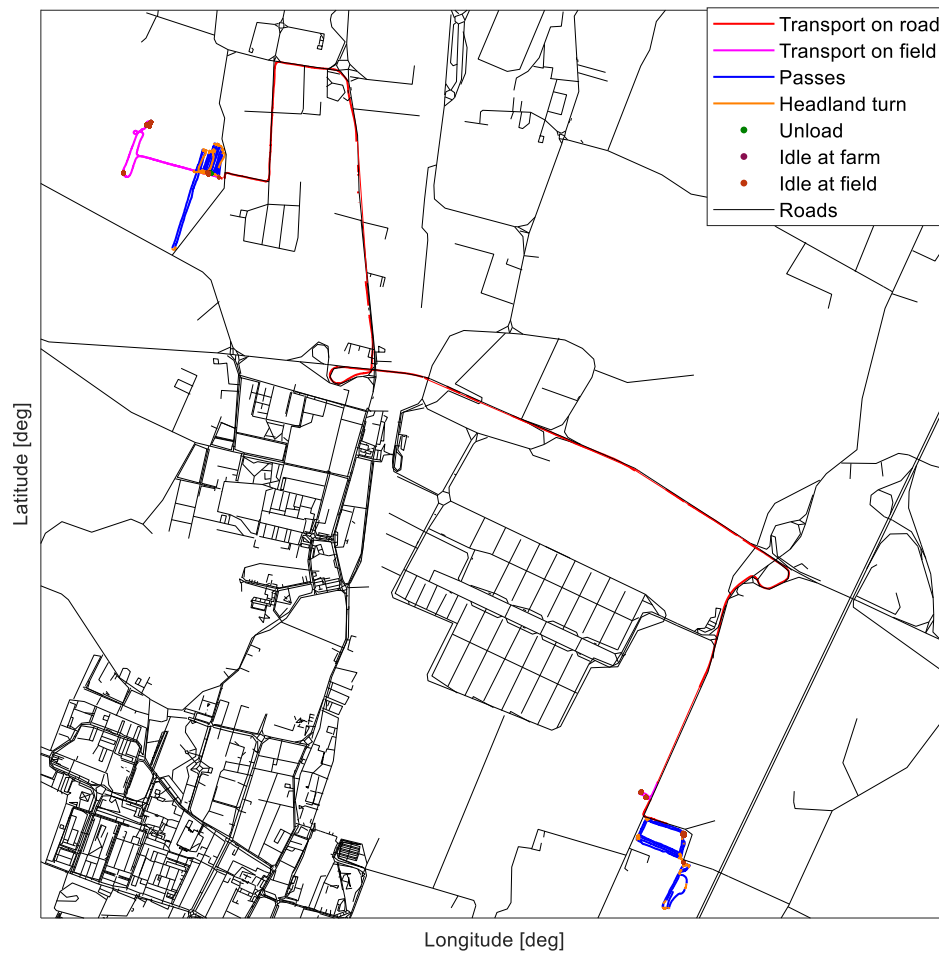 Transport on road
Transport on field
Passes
Headland turn
Unload
Idle at farm
Idle at field
Roads
Latitude [deg]
Longitude [deg]